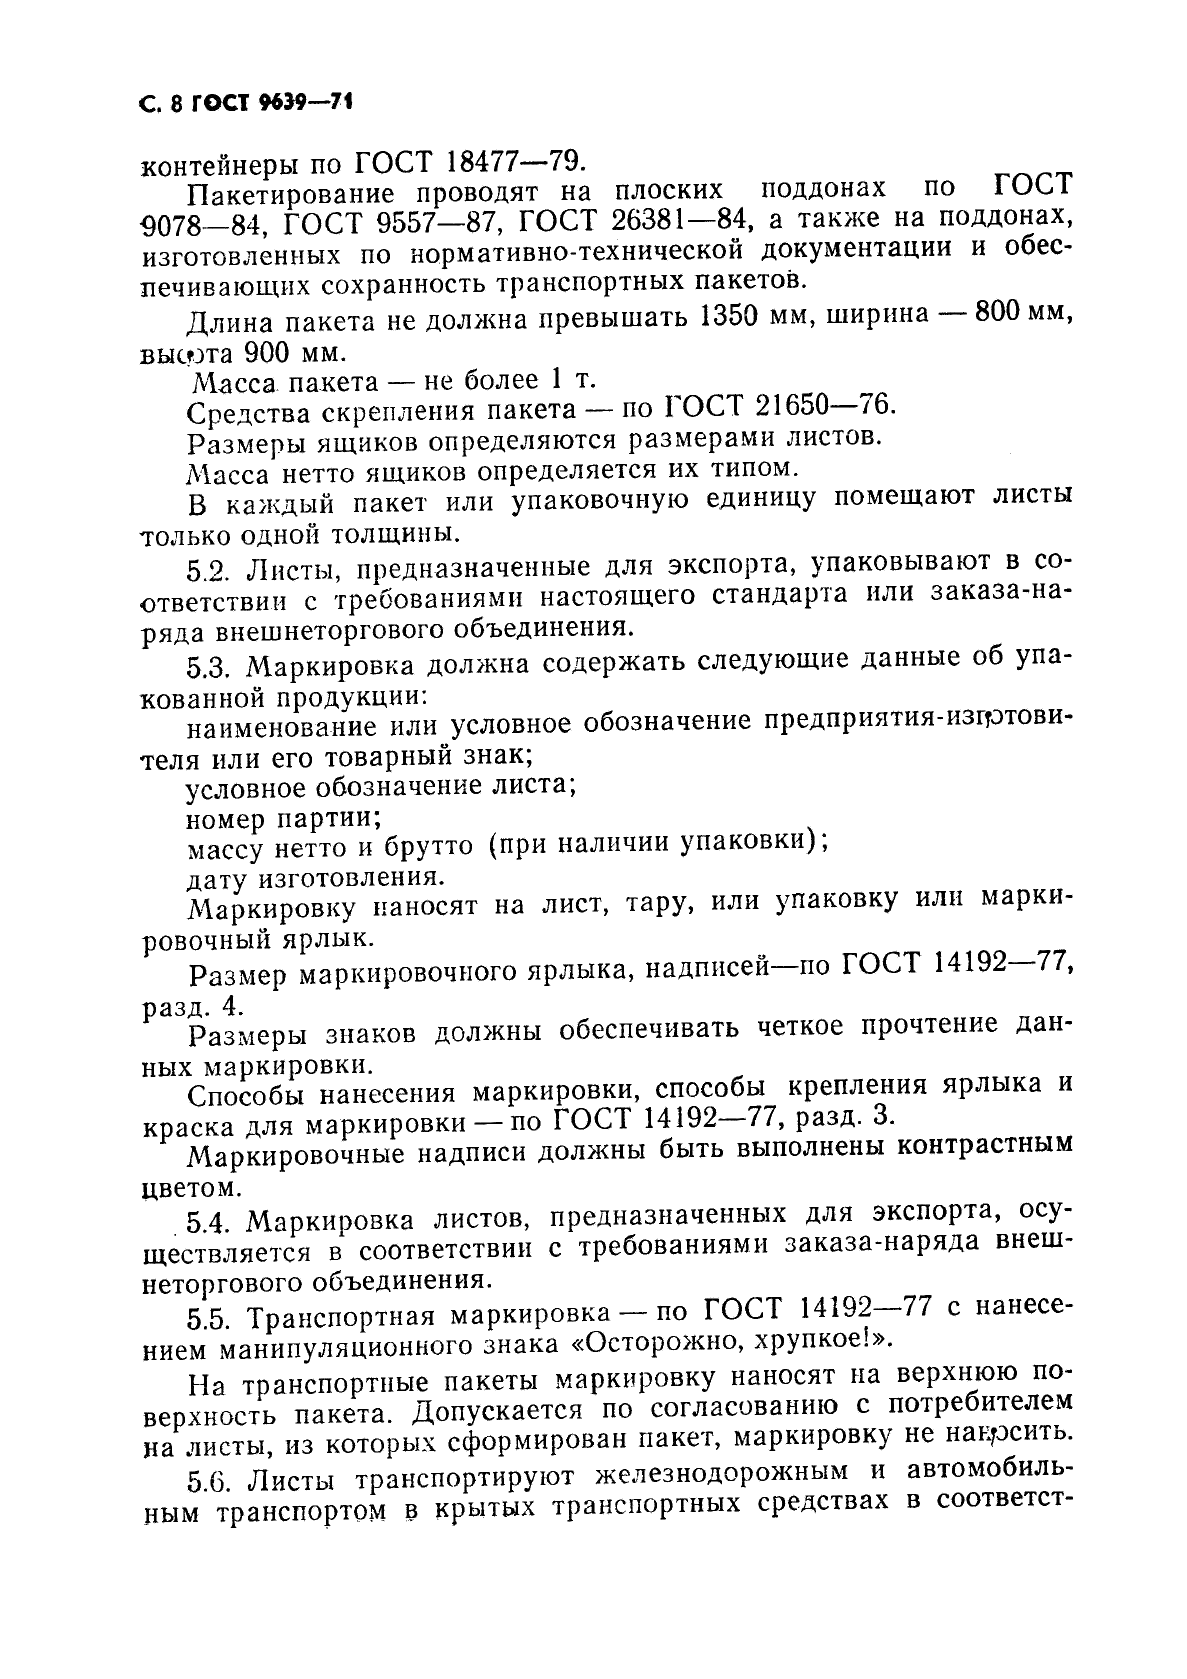 С. 8 ГОСТ 9639—71
контейнеры по ГОСТ 18477—79.
Пакетирование проводят на плоских поддонах по ГОСТ
9078—84, ГОСТ 9557—87, ГОСТ 26381—84, а также на поддонах,
изготовленных по нормативно-технической документации и обес-
печивающих сохранность транспортных пакетов.
Длина пакета не должна превышать 1350 мм, ширина — 800 мм,
высота 900 мм.
Масса пакета — не более 1 т.
Средства скрепления пакета — по ГОСТ 21650—76.
Размеры ящиков определяются размерами листов.
Масса нетто ящиков определяется их типом.
В каждый пакет или упаковочную единицу помещают листы
только одной толщины.
5.2. Листы, предназначенные для экспорта, упаковывают в со-
ответствии с требованиями настоящего стандарта или заказа-на-
ряда внешнеторгового объединения.
5.3. Маркировка должна содержать следующие данные об упа-
кованной продукции:
наименование или условное обозначение предприятия-изготови-
теля или его товарный знак;
условное обозначение листа;
номер партии;
массу нетто и брутто (при наличии упаковки);
дату изготовления.
Маркировку наносят на лист, тару, или упаковку или марки-
ровочный ярлык.
Размер маркировочного ярлыка, надписей—по ГОСТ 14192—77,
разд. 4.
Размеры знаков должны обеспечивать четкое прочтение дан-
ных маркировки.
Способы нанесения маркировки, способы крепления ярлыка и
краска для маркировки — по ГОСТ 14192—77, разд. 3.
Маркировочные надписи должны быть выполнены контрастным
цветом.
5.4. Маркировка листов, предназначенных для экспорта, осу-
ществляется в соответствии с требованиями заказа-наряда внеш-
неторгового объединения.
5.5. Транспортная маркировка — по ГОСТ 14192—77 с нанесе-
нием манипуляционного знака «Осторожно, хрупкое!».
На транспортные пакеты маркировку наносят на верхнюю по-
верхность пакета. Допускается по согласованию с потребителем
на листы, из которых сформирован пакет, маркировку не наносить.
5.6. Листы транспортируют железнодорожным и автомобиль-
ным транспортом в крытых транспортных средствах в соответст-